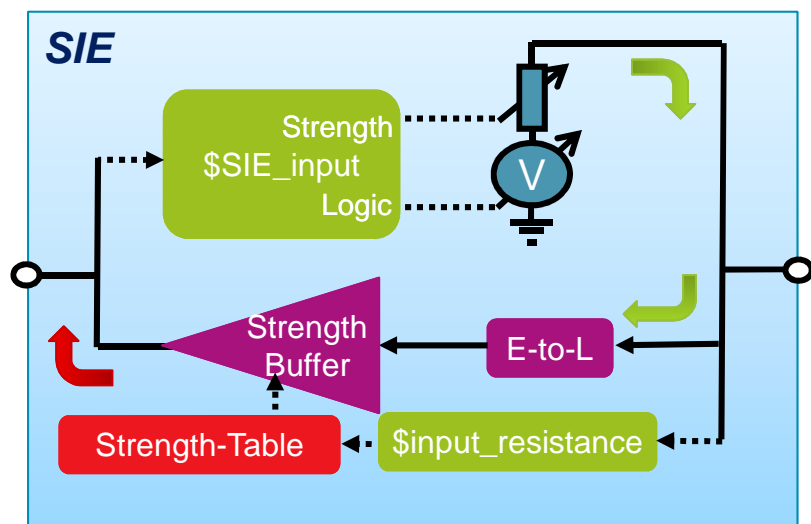 SIE
Strength
$SIE_input
Logic
V
Strength
Buffer
E-to-L
Strength-Table
$input_resistance